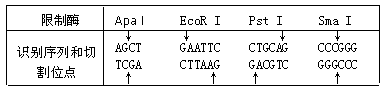 限制酶 Apa I EcoR I Pst I Sma I
识别序列和切割位点
AGCT GAATTC CTGCAG CCCGGG
TCGA CTTAAG GACGTC GGGCCC